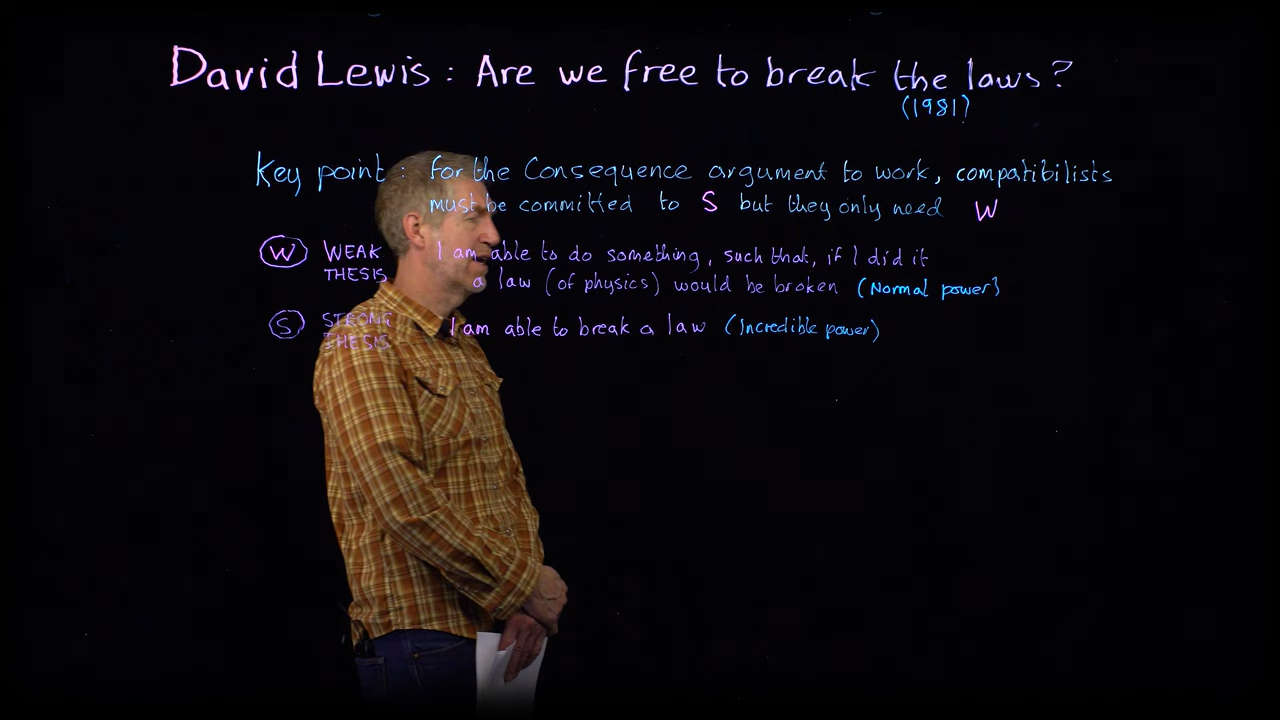 David Lewis : Are we free to break the laws?
(1981)
Key point : For the Consequence argument to work, compatibilists
must be committed to S but they only need W
W WEAK THESIS I am able to do something, such that, if I did it
a law (of physics) would be broken (Normal power)
S STRONG THESIS I am able to break a law (Incredible power)